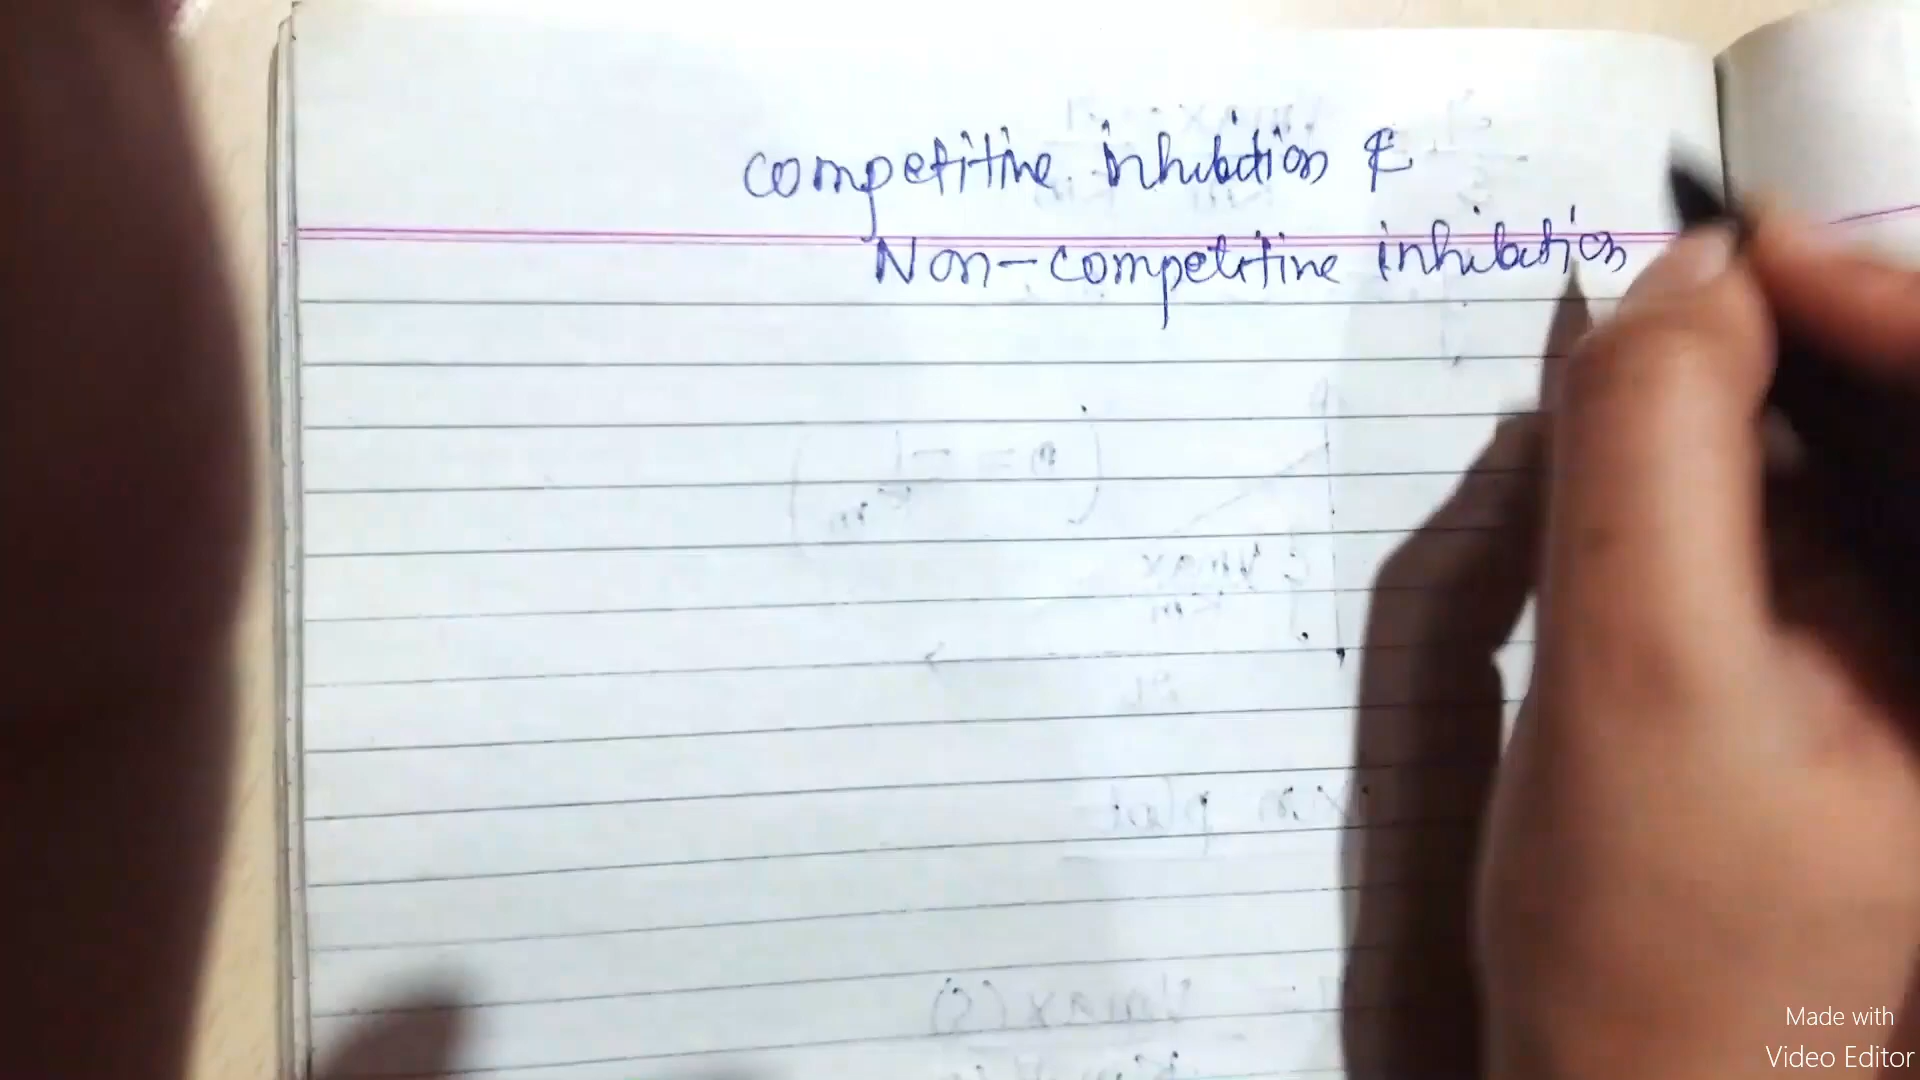 competitive inhibition &
Non-competitive inhibition
Made with
Video Editor